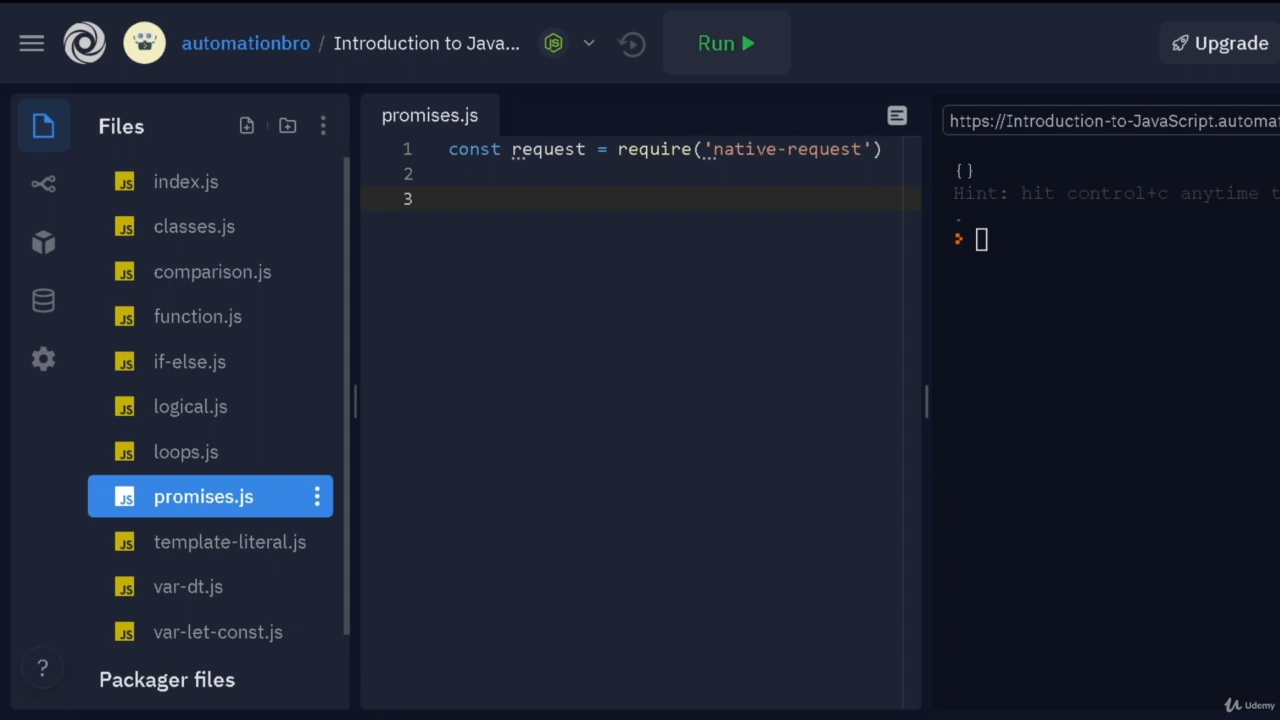 automationbro / Introduction to Java...
Run
Upgrade
Files
index.js
classes.js
comparison.js
function.js
if-else.js
logical.js
loops.js
promises.js
template-literal.js
var-dt.js
var-let-const.js
Packager files
?
promises.js
1 const request = require('native-request')
2
3
https://Introduction-to-JavaScript.automat
{}
Hint: hit control+c anytime t
.
>
Udemy